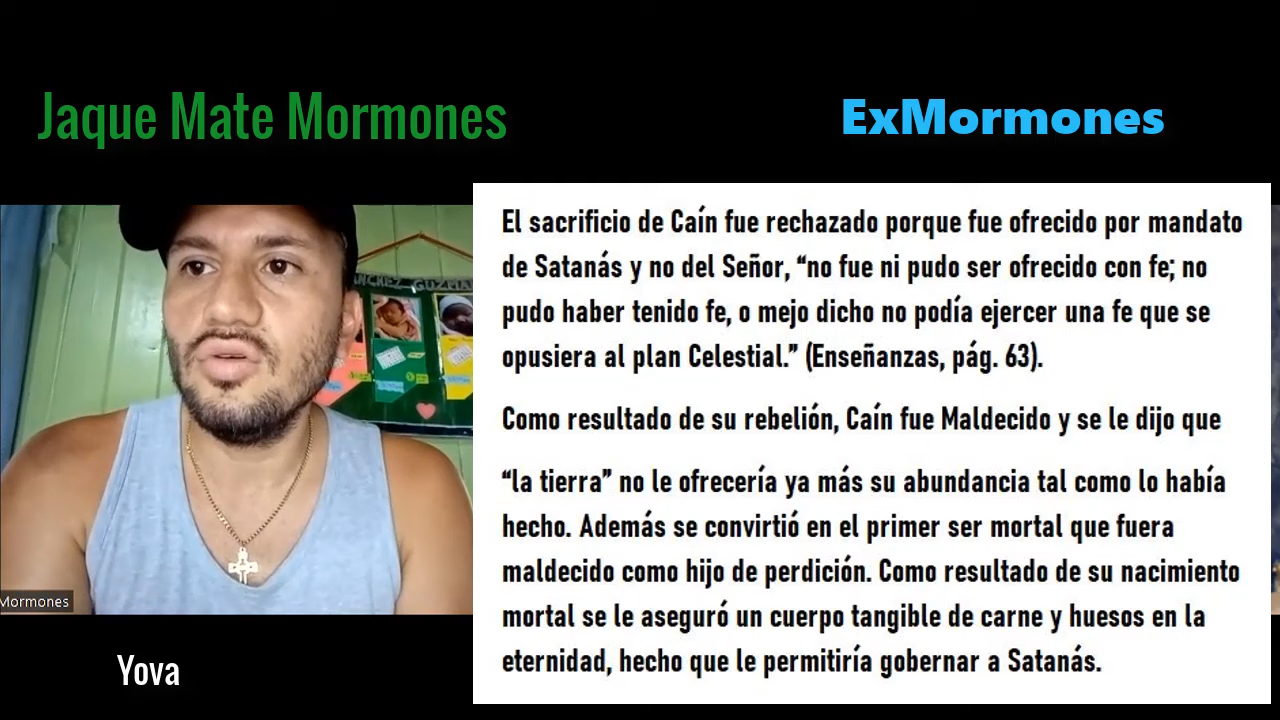 Jaque Mate Mormones
ExMormones
El sacrificio de Caín fue rechazado porque fue ofrecido por mandato
de Satanás y no del Señor, “no fue ni pudo ser ofrecido con fe; no
pudo haber tenido fe, o mejo dicho no podía ejercer una fe que se
opusiera al plan Celestial.” (Enseñanzas, pág. 63).
Como resultado de su rebelión, Caín fue Maldecido y se le dijo que
“la tierra” no le ofrecería ya más su abundancia tal como lo había
hecho. Además se convirtió en el primer ser mortal que fuera
maldecido como hijo de perdición. Como resultado de su nacimiento
mortal se le aseguró un cuerpo tangible de carne y huesos en la
eternidad, hecho que le permitiría gobernar a Satanás.
Mormones
Yova